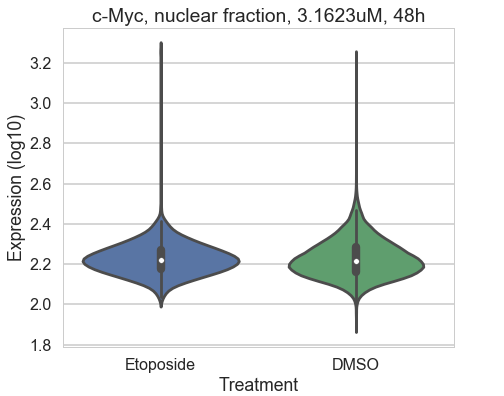 c-Myc, nuclear fraction, 3.1623uM, 48h
Expression (log10)
3.2
3.0
2.8
2.6
2.4
2.2
2.0
1.8
Etoposide
DMSO
Treatment